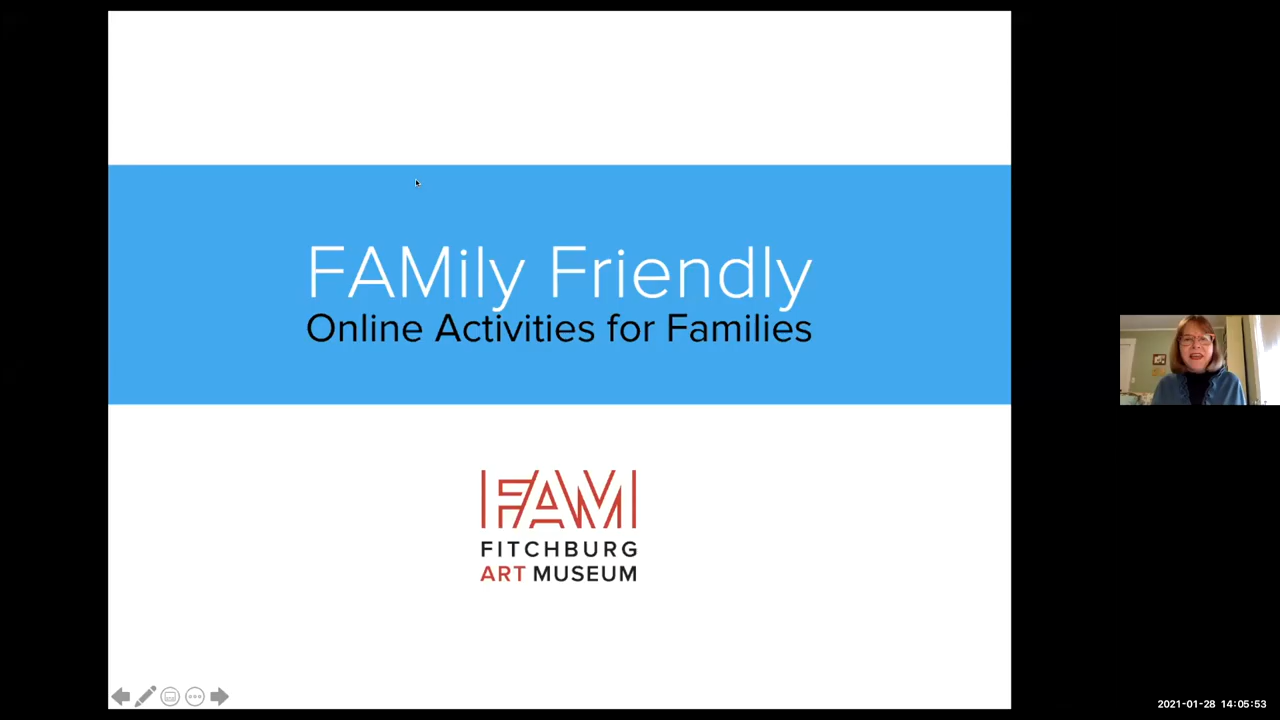 FAMily Friendly
Online Activities for Families
FAM
FITCHBURG
ART MUSEUM
2021-01-28 14:05:53